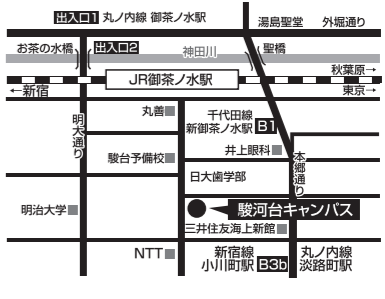 出入口1 丸ノ内線 御茶ノ水駅
湯島聖堂 外堀通り
お茶の水橋 出入口2
神田川
聖橋
秋葉原→
JR御茶ノ水駅
←新宿
東京→
丸善
千代田線
新御茶ノ水駅 B1
明大通り
駿台予備校
井上眼科
本郷通り
日大歯学部
明治大学
駿河台キャンパス
三井住友海上新館
NTT
新宿線
小川町駅 B3b
丸ノ内線
淡路町駅